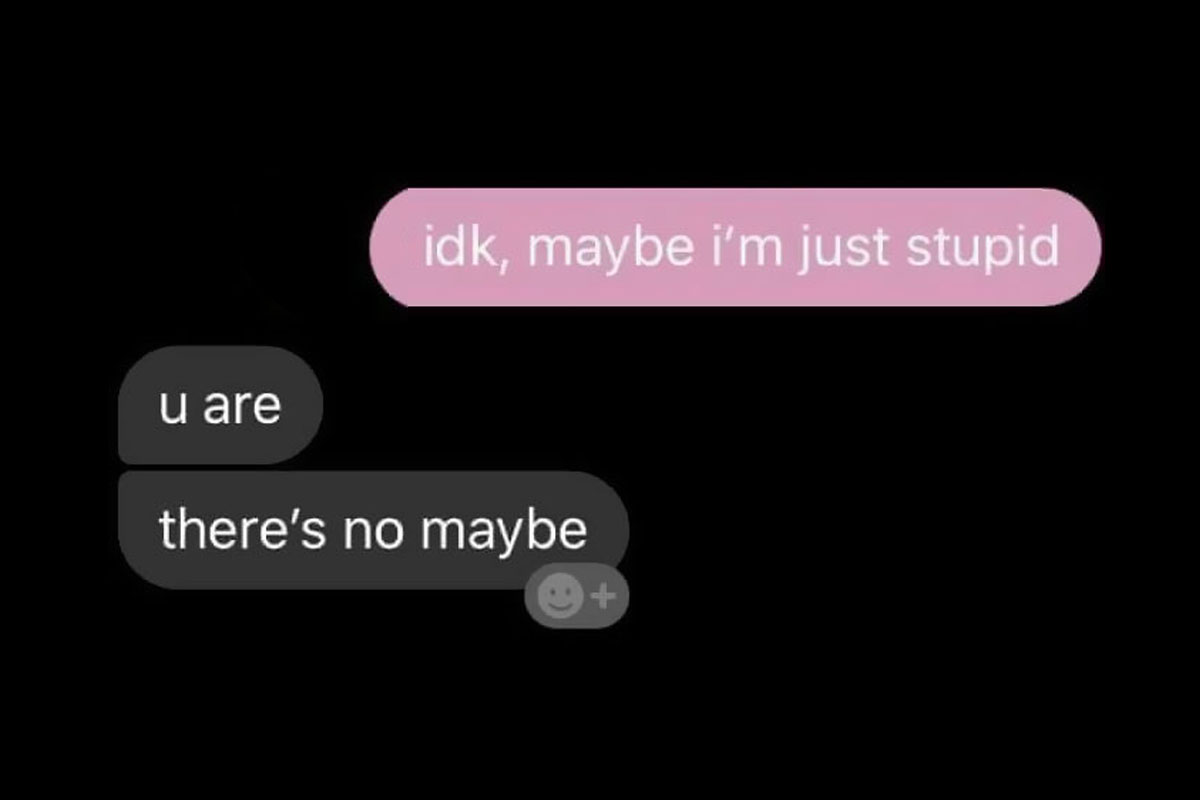 idk, maybe i’m just stupid
u are
there’s no maybe